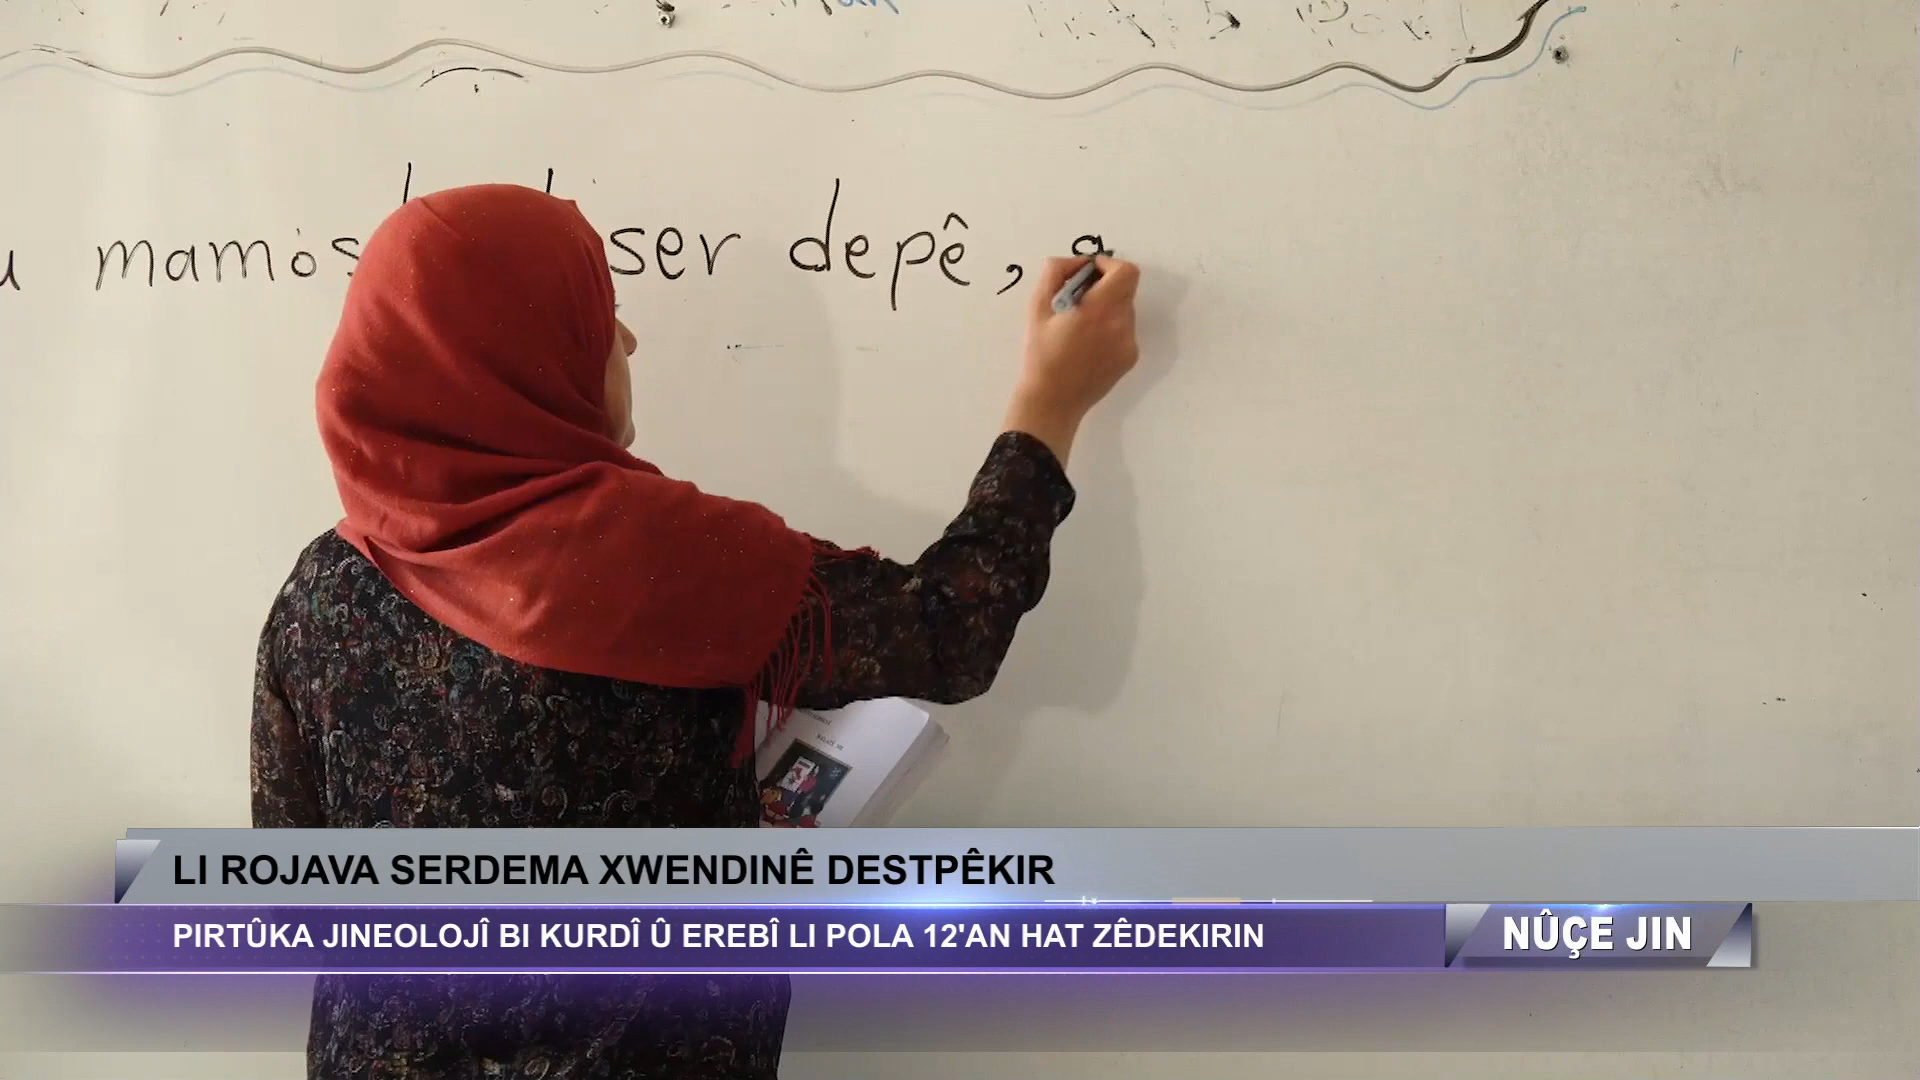 mamos ser depê,
LI ROJAVA SERDEMA XWENDINÊ DESTPÊKIR
PIRTÛKA JINEOLOJÎ BI KURDÎ Û EREBÎ LI POLA 12'AN HAT ZÊDEKIRIN
NÛÇE JIN